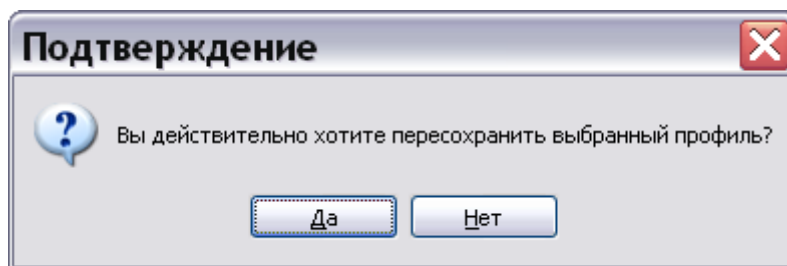 Подтверждение
Вы действительно хотите пересохранить выбранный профиль?
Да
Нет